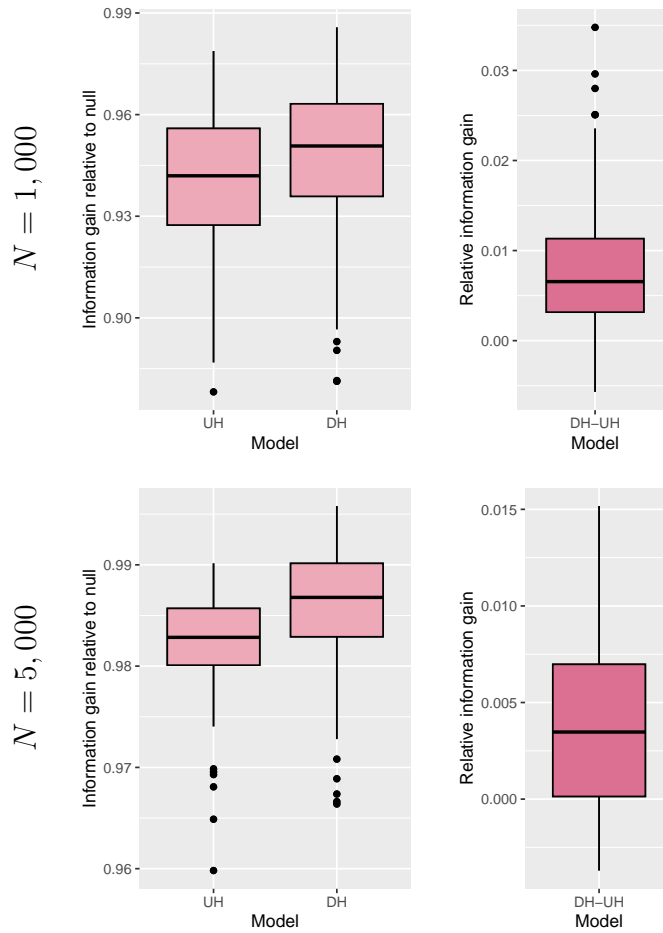 N = 1,000
Information gain relative to null
0.99
0.96
0.93
0.90
UH
DH
Model
Relative information gain
0.03
0.02
0.01
0.00
DH−UH
Model
N = 5,000
Information gain relative to null
0.99
0.98
0.97
0.96
UH
DH
Model
Relative information gain
0.015
0.010
0.005
0.000
DH−UH
Model